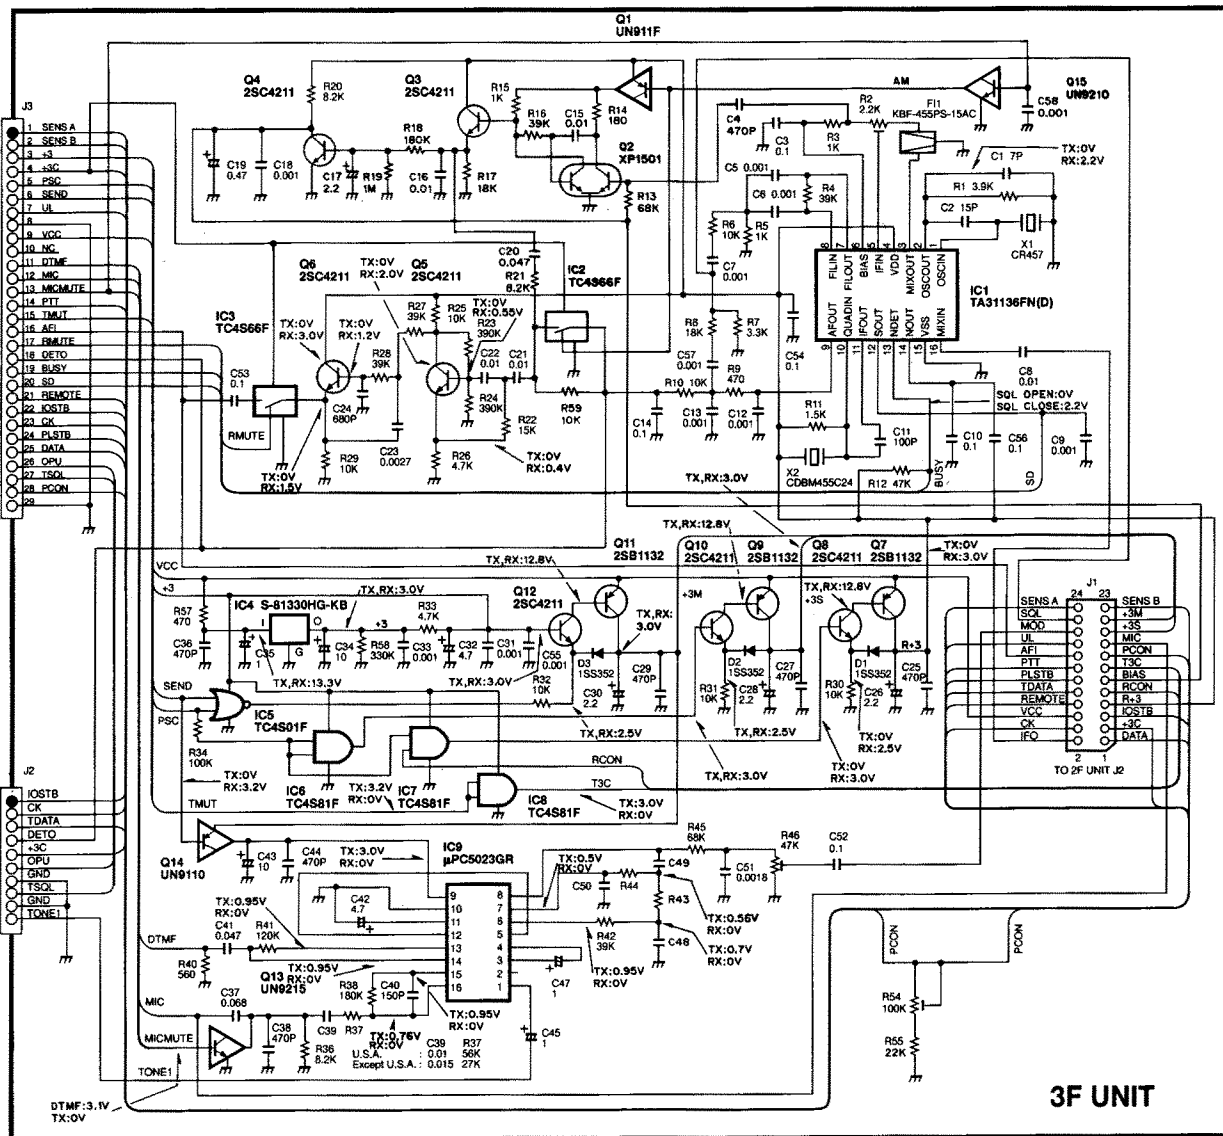 Q1
UN911F
Q4
2SC4211
R20
8.2K
Q3
2SC4211
R15
1K
R16
39K
C15
0.01
R14
180
AM
Q15
UN9210
C58
0.001
R18
180K
Q2
XP1501
C4
470P
C3
0.1
R2
2.2K
R3
1K
FI1
KBF-455PS-15AC
TX:0V
RX:2.2V
C1 7P
R1 3.9K
C2 15P
X1
CR457
C19
0.47
C18
0.001
C17
2.2
R19
1M
C16
0.01
R17
18K
R13
68K
C5 0.001
C6 0.001
R4
39K
R6
10K
R5
1K
C7
0.001
J3
1 SENS A
2 SENS B
3 +3
4 +3C
5 PSC
6 SEND
7 UL
8
9 VCC
10 NC
11 DTMF
12 MIC
13 MICMUTE
14 PTT
15 TMUT
16 AFI
17 RMUTE
18 DETO
19 BUSY
20 SD
21 REMOTE
22 IOSTB
23 CK
24 PLSTB
25 DATA
26 OPU
27 TSQL
28 PCON
29
8 7 6 5 4 3 2 1
FILIN
FILOUT
BIAS
IFIN
VDD
MIXOUT
OSCOUT
OSCIN
AFOUT
QUADIN
IFOUT
SOUT
NDET
NOUT
VSS
MIXIN
9 10 11 12 13 14 15 16
IC1
TA31136FN(D)
Q6
2SC4211
TX:0V
RX:2.0V
Q5
2SC4211
C20
0.047
R21
8.2K
IC2
TC4S66F
IC3
TC4S66F
TX:0V
RX:3.0V
TX:0V
RX:1.2V
R27
39K
R25
10K
TX:0V
RX:0.55V
R23
390K
R28
39K
C22
0.01
C21
0.01
C53
0.1
RMUTE
C24
680P
R24
390K
R22
15K
R59
10K
TX:0V
RX:1.5V
R29
10K
C23
0.0027
R26
4.7K
TX:0V
RX:0.4V
R8
18K
R7
3.3K
C54
0.1
C57
0.001
R9
470
R10 10K
C14
0.1
C13
0.001
C12
0.001
R11
1.5K
C11
100P
X2
CDBM455C24
R12 47K
C8
0.01
SQL OPEN:0V
SQL CLOSE:2.2V
C10
0.1
C56
0.1
C9
0.001
BUSY
SD
TX,RX:3.0V
VCC
+3
R57
470
IC4 S-81330HG-KB
I
O
G
TX,RX:3.0V
+3
R33
4.7K
C36
470P
C35
1
C34
10
R58
330K
C33
0.001
C32
4.7
C31
0.001
C55
0.001
TX,RX:13.3V
TX,RX:3.0V
Q12
2SC4211
TX,RX:12.8V
Q11
2SB1132
TX,RX:12.8V
Q10
2SC4211
Q9
2SB1132
Q8
2SC4211
Q7
2SB1132
TX:0V
RX:3.0V
TX,RX:
3.0V
+3M
TX,RX:12.8V
+3S
R+3
R32
10K
D3
1SS352
C30
2.2
C29
470P
D2
1SS352
R31
10K
C28
2.2
C27
470P
D1
1SS352
R30
10K
C26
2.2
C25
470P
TX,RX:2.5V
TX,RX:2.5V
TX,RX:3.0V
TX:0V
RX:3.0V
TX:0V
RX:2.5V
SEND
PSC
IC5
TC4S01F
R34
100K
TX:0V
RX:3.2V
TMUT
IC6
TC4S81F
TX:3.2V
RX:0V
IC7
TC4S81F
RCON
T3C
IC8
TC4S81F
TX:3.0V
RX:0V
J1
24 23
SENS A
SQL
MOD
UL
AFI
PTT
PLSTB
TDATA
REMOTE
VCC
CK
IFO
SENS B
+3M
+3S
MIC
PCON
T3C
BIAS
RCON
R+3
IOSTB
+3C
DATA
2 1
TO 2F UNIT J2
J2
IOSTB
CK
TDATA
DETO
+3C
OPU
GND
TSQL
GND
TONE1
Q14
UN9110
C43
10
C44
470P
TX:3.0V
RX:0V
IC9
µPC5023GR
C42
4.7
9 10 11 12 13 14 15 16
8 7 6 5 4 3 2 1
TX:0.5V
RX:0V
C50
C49
R44
R43
R45
68K
C51
0.0018
R46
47K
C52
0.1
TX:0.56V
RX:0V
TX:0.7V
RX:0V
R42
39K
C48
TX:0.95V
RX:0V
C47
1
TX:0.95V
RX:0V
C41
0.047
R41
120K
DTMF
R40
560
Q13
UN9215
TX:0.95V
RX:0V
R38
180K
C40
150P
TX:0.95V
RX:0V
C37
0.068
MIC
MICMUTE
C38
470P
R36
8.2K
C39
R37
TX:0.76V
RX:0V
C39 R37
U.S.A. : 0.01 56K
Except U.S.A. : 0.015 27K
C45
1
TONE1
DTMF:3.1V
TX:0V
PCON
PCON
R54
100K
R55
22K
3F UNIT